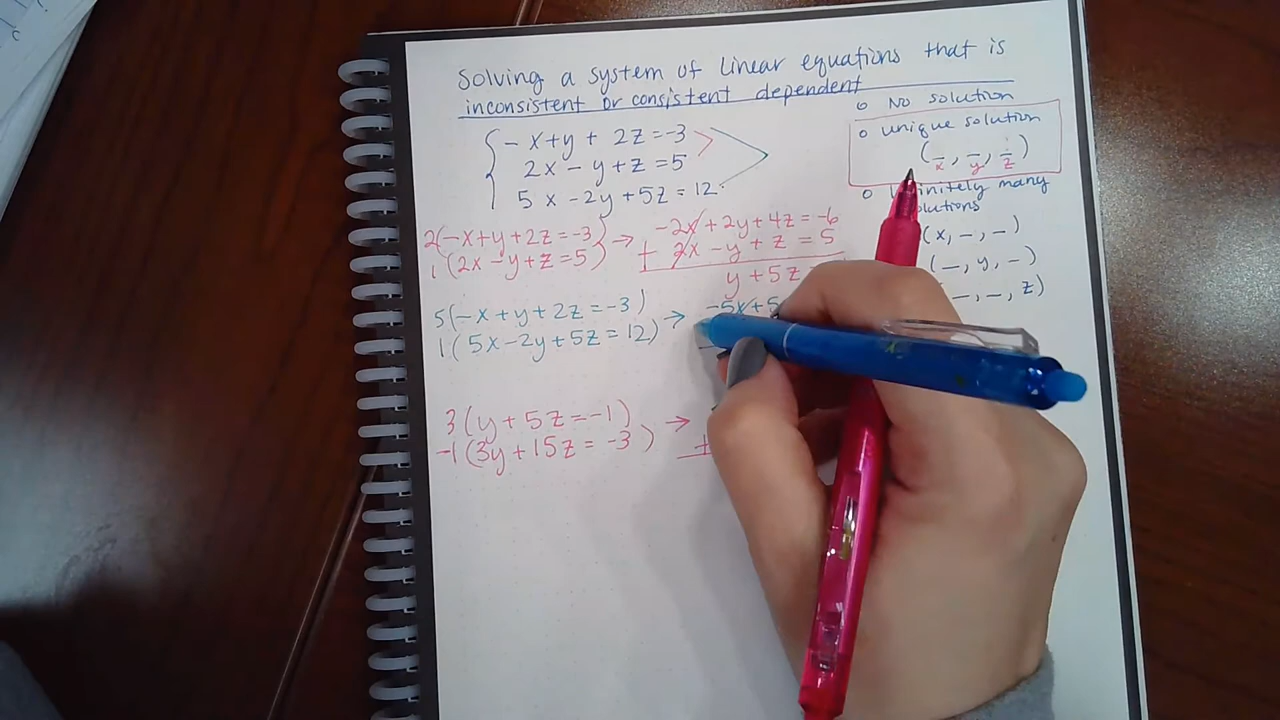 Solving a system of linear equations that is
inconsistent or consistent dependent
o No solution
o unique solution
(_, _, _)
x y z
o
many
(x, _, _)
(_, y, _)
_, _, z)
-x+y + 2z = -3
2x - y + z = 5
5x - 2y + 5z = 12
2(-x+y+2z = -3)
1(2x - y + z = 5)
→ -2x + 2y + 4z = -6
+ 2x - y + z = 5
y + 5z
5(-x + y + 2z = -3)
1(5x - 2y + 5z = 12)
→ -5x + 5
3(y + 5z = -1)
-1(3y + 15z = -3)
→
+